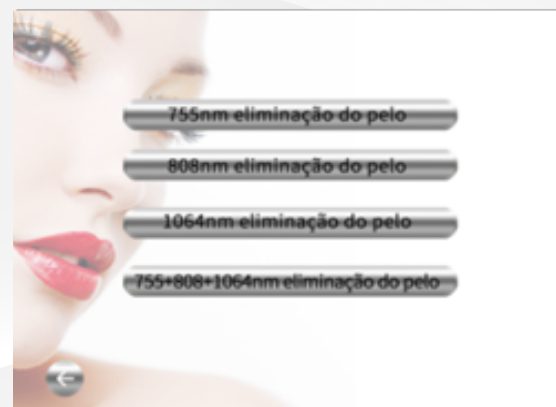 755nm eliminação do pelo
808nm eliminação do pelo
1064nm eliminação do pelo
755+808+1064nm eliminação do pelo